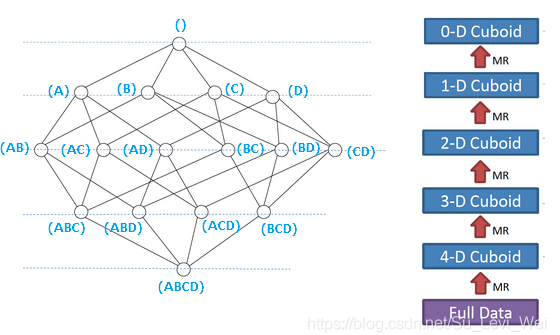 ()
0-D Cuboid
MR
(A) (B) (C) (D)
1-D Cuboid
MR
(AB) (AC) (AD) (BC) (BD) (CD)
2-D Cuboid
MR
(ABC) (ABD) (ACD) (BCD)
3-D Cuboid
MR
(ABCD)
4-D Cuboid
MR
Full Data
https://blog.csdn.net/Su_Levi_Wei